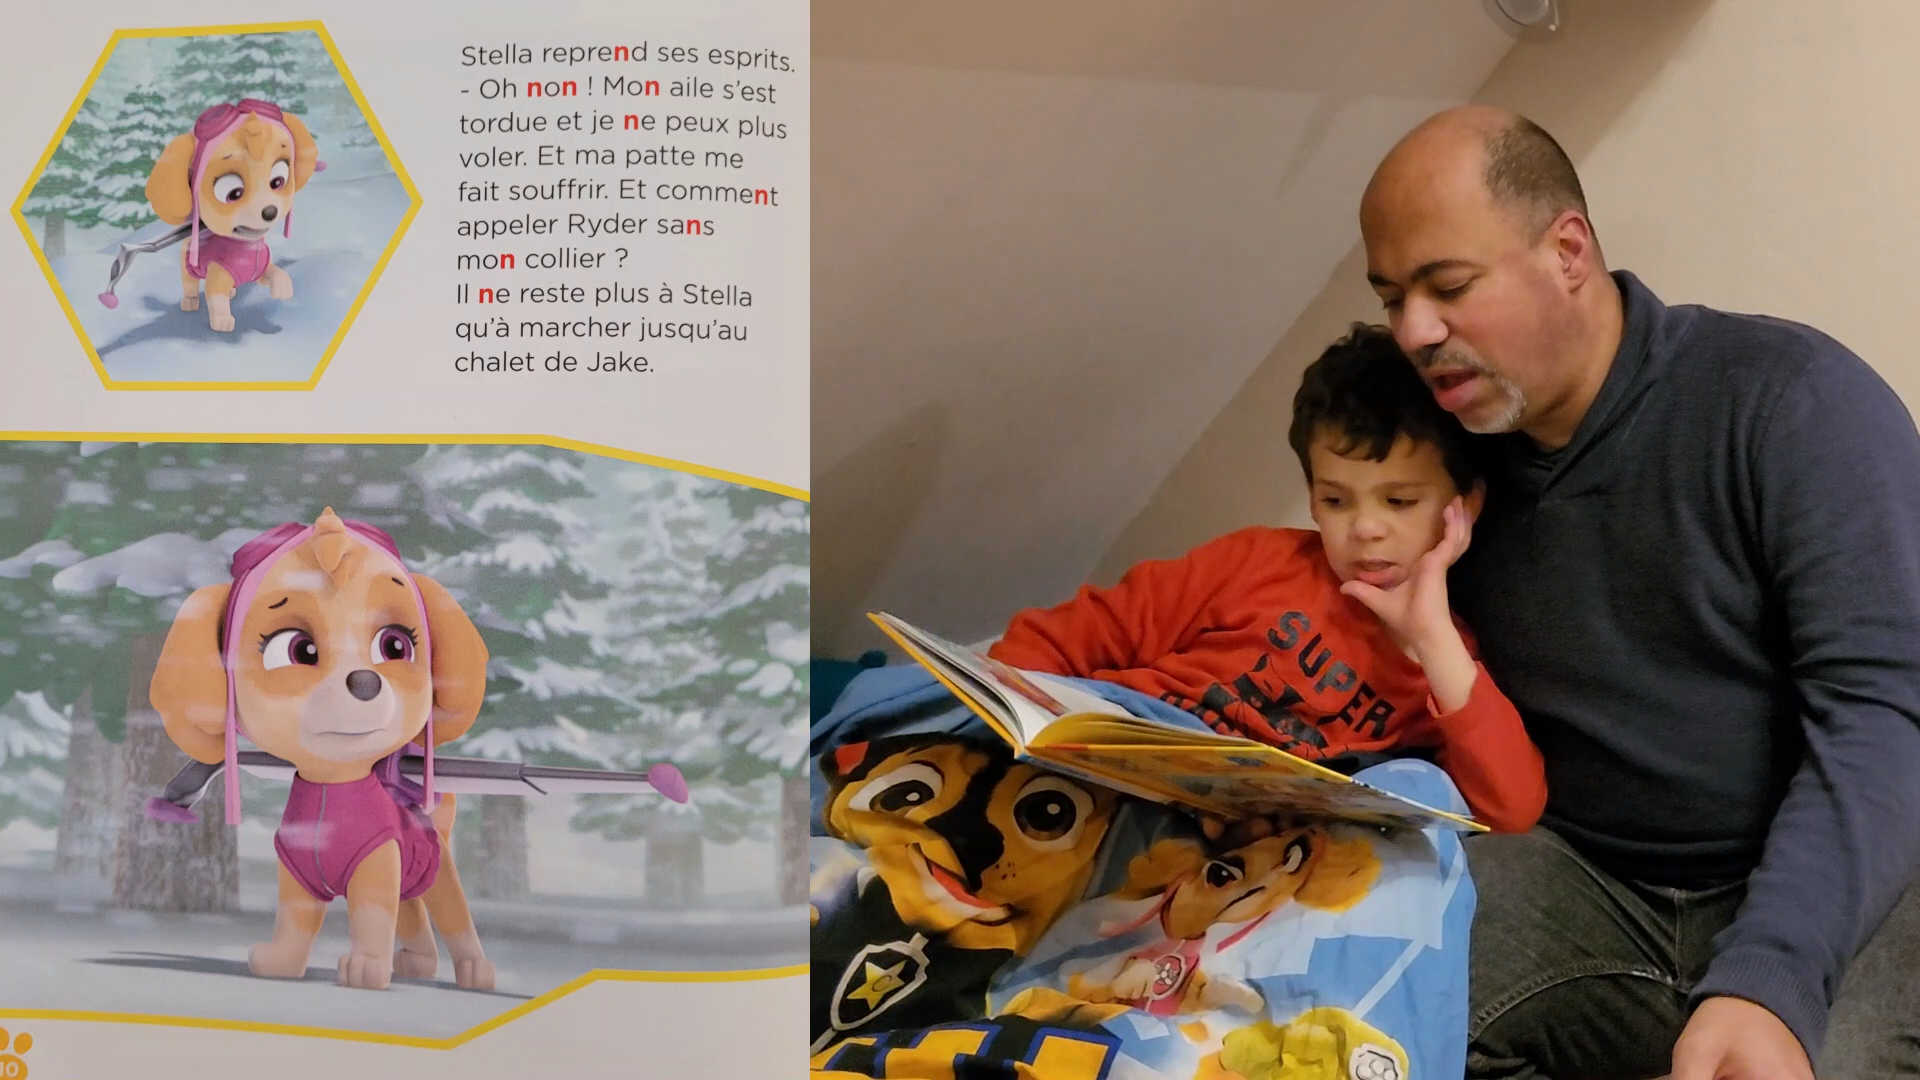 Stella reprend ses esprits.
- Oh non ! Mon aile s'est
tordue et je ne peux plus
voler. Et ma patte me
fait souffrir. Et comment
appeler Ryder sans
mon collier ?
Il ne reste plus à Stella
qu'à marcher jusqu'au
chalet de Jake.
10
SUPER